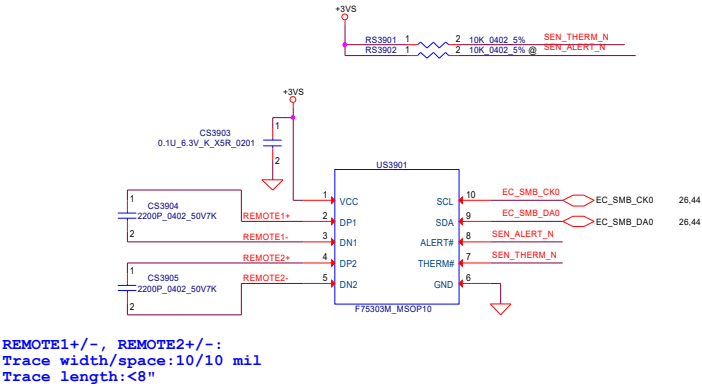 +3VS
RS3901 1 2 10K_0402_5% SEN_THERM_N
RS3902 1 2 10K_0402_5% @ SEN_ALERT_N
+3VS
1
CS3903
0.1U_6.3V_K_X5R_0201
2
US3901
1 VCC SCL 10 EC_SMB_CK0 EC_SMB_CK0 26,44
1
CS3904
2200P_0402_50V7K
2
REMOTE1+ 2 DP1 SDA 9 EC_SMB_DA0 EC_SMB_DA0 26,44
REMOTE1- 3 DN1 ALERT# 8 SEN_ALERT_N
1
CS3905
2200P_0402_50V7K
2
REMOTE2+ 4 DP2 THERM# 7 SEN_THERM_N
REMOTE2- 5 DN2 GND 6
F75303M_MSOP10
REMOTE1+/-, REMOTE2+/-:
Trace width/space:10/10 mil
Trace length:<8"